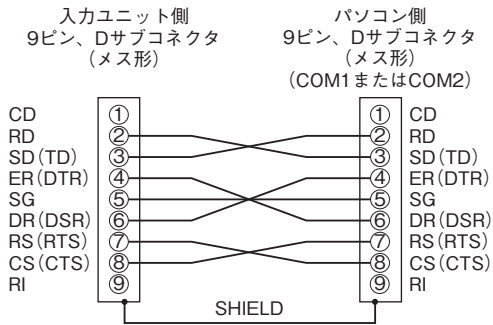 入力ユニット側
9ピン、Dサブコネクタ
(メス形)
パソコン側
9ピン、Dサブコネクタ
(メス形)
(COM1またはCOM2)
CD ① ① CD
RD ② ② RD
SD(TD) ③ ③ SD(TD)
ER(DTR) ④ ④ ER(DTR)
SG ⑤ ⑤ SG
DR(DSR) ⑥ ⑥ DR(DSR)
RS(RTS) ⑦ ⑦ RS(RTS)
CS(CTS) ⑧ ⑧ CS(CTS)
RI ⑨ ⑨ RI
SHIELD